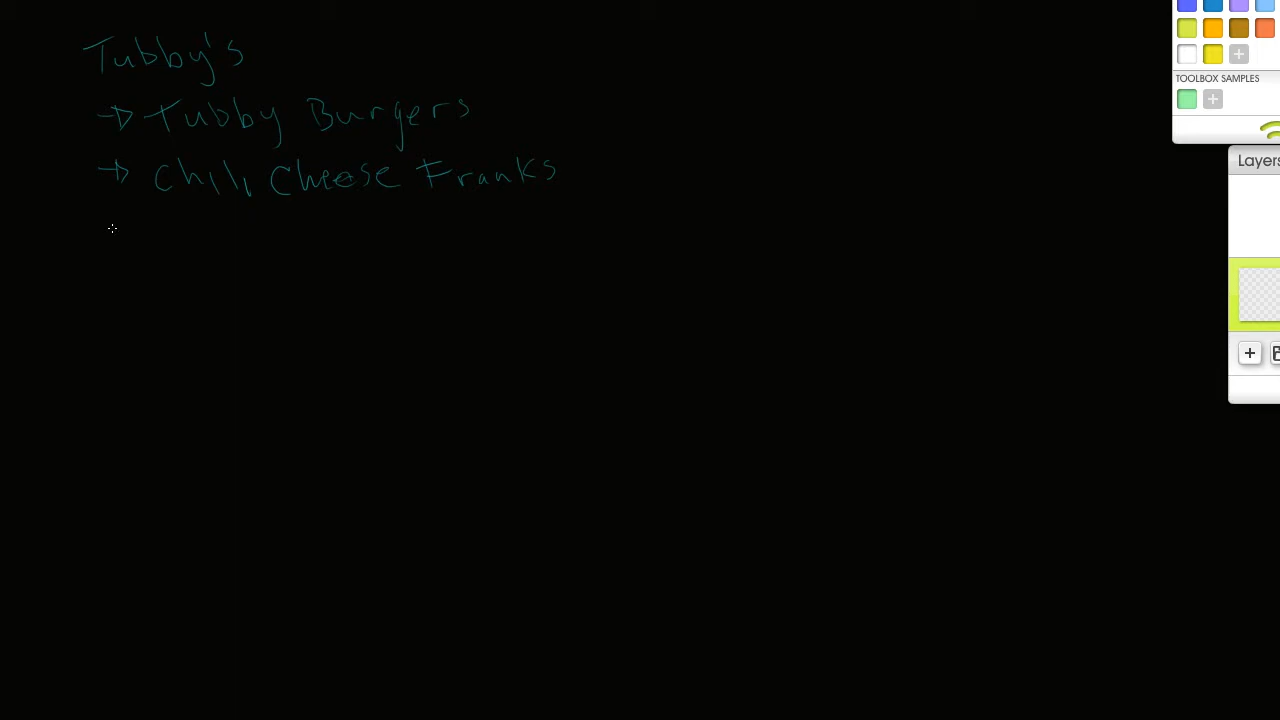 Tubby's
→ Tubby Burgers
→ Chili Cheese Franks
TOOLBOX SAMPLES
Layers